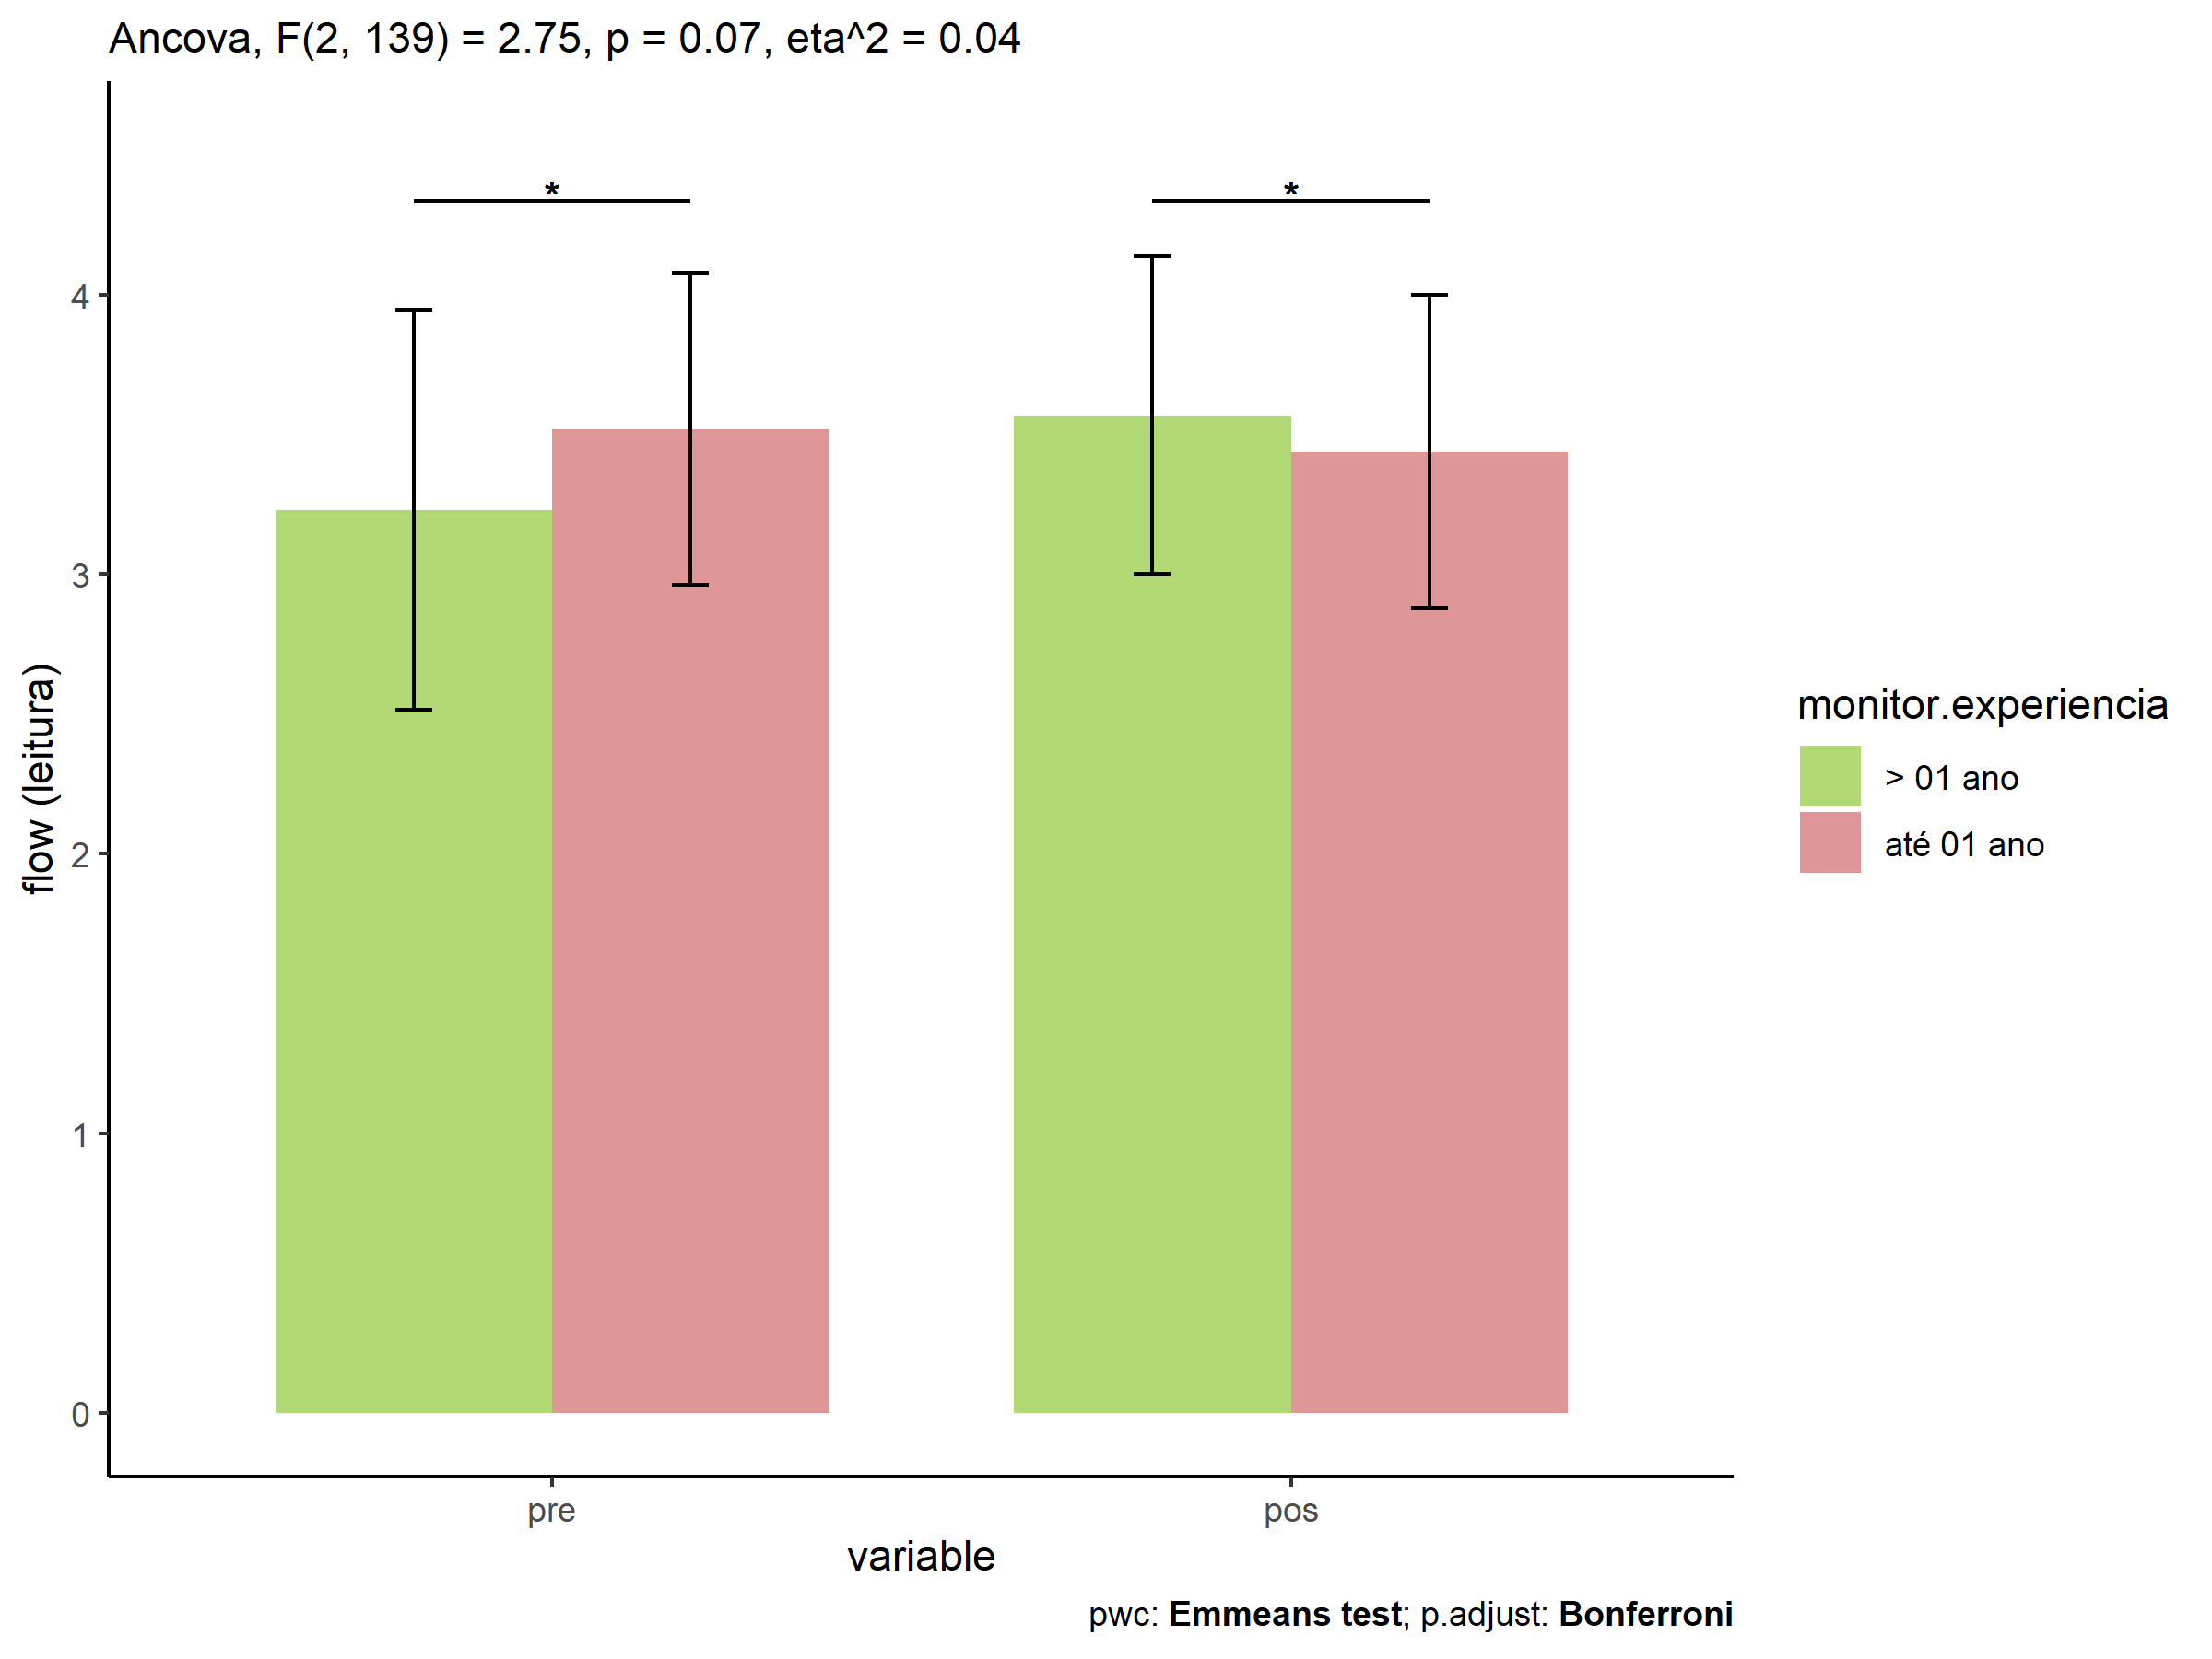 Ancova, F(2, 139) = 2.75, p = 0.07, eta^2 = 0.04
*
*
4
3
2
1
0
flow (leitura)
pre
pos
variable
monitor.experiencia
> 01 ano
até 01 ano
pwc: Emmeans test; p.adjust: Bonferroni